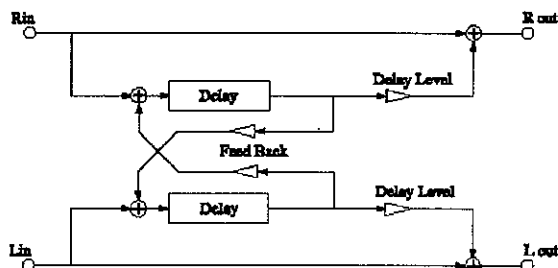 Rin
R out
Delay
Delay Level
Feed Back
Delay
Delay Level
Lin
L out